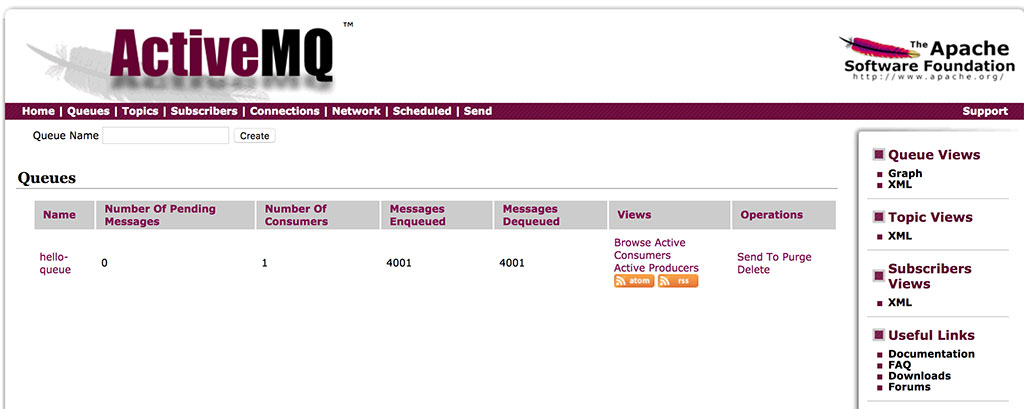 ActiveMQ ™
The Apache
Software Foundation
http://www.apache.org/
Home | Queues | Topics | Subscribers | Connections | Network | Scheduled | Send
Support
Queue Name
Create
Queues
Name
Number Of Pending
Messages
Number Of
Consumers
Messages
Enqueued
Messages
Dequeued
Views
Operations
hello-
queue
0
1
4001
4001
Browse Active
Consumers
Active Producers
atom
rss
Send To Purge
Delete
Queue Views
Graph
XML
Topic Views
XML
Subscribers
Views
XML
Useful Links
Documentation
FAQ
Downloads
Forums